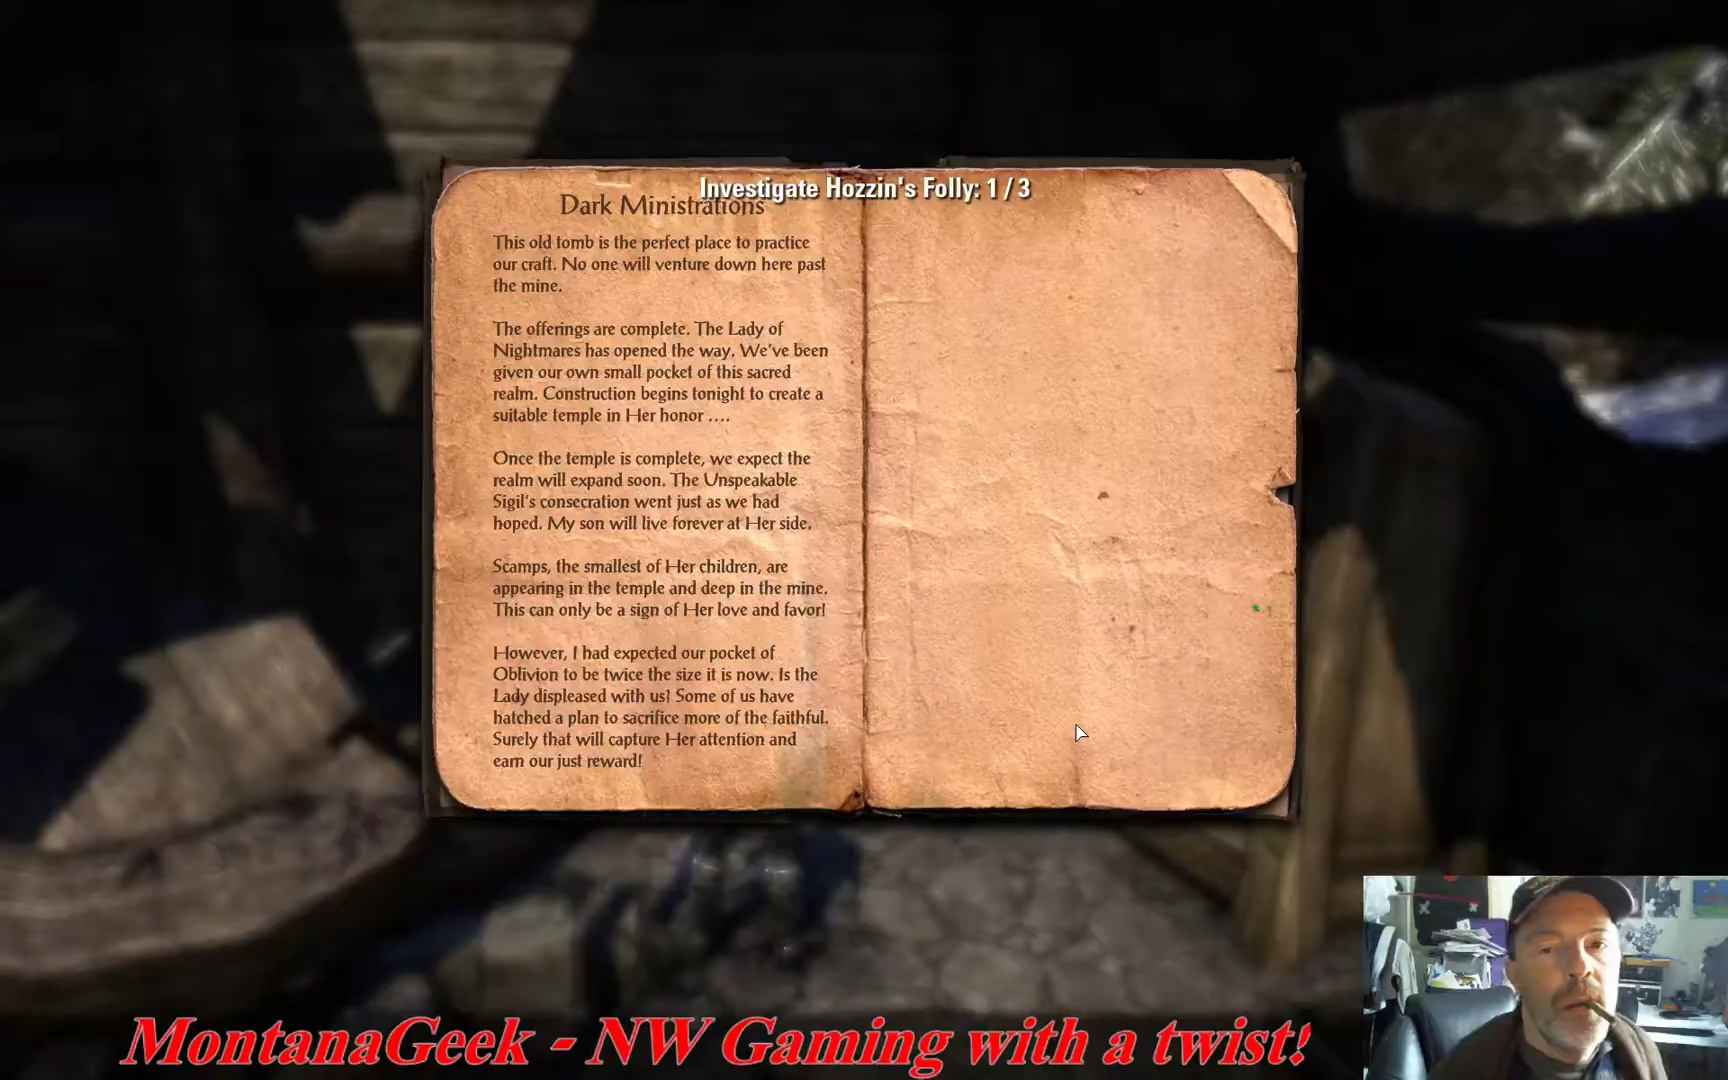 Investigate Hozzin's Folly: 1 / 3
Dark Ministrations
This old tomb is the perfect place to practice
our craft. No one will venture down here past
the mine.
The offerings are complete. The Lady of
Nightmares has opened the way. We've been
given our own small pocket of this sacred
realm. Construction begins tonight to create a
suitable temple in Her honor ....
Once the temple is complete, we expect the
realm will expand soon. The Unspeakable
Sigil's consecration went just as we had
hoped. My son will live forever at Her side.
Scamps, the smallest of Her children, are
appearing in the temple and deep in the mine.
This can only be a sign of Her love and favor!
However, I had expected our pocket of
Oblivion to be twice the size it is now. Is the
Lady displeased with us? Some of us have
hatched a plan to sacrifice more of the faithful.
Surely that will capture Her attention and
earn our just reward!
MontanaGeek - NW Gaming with a twist!